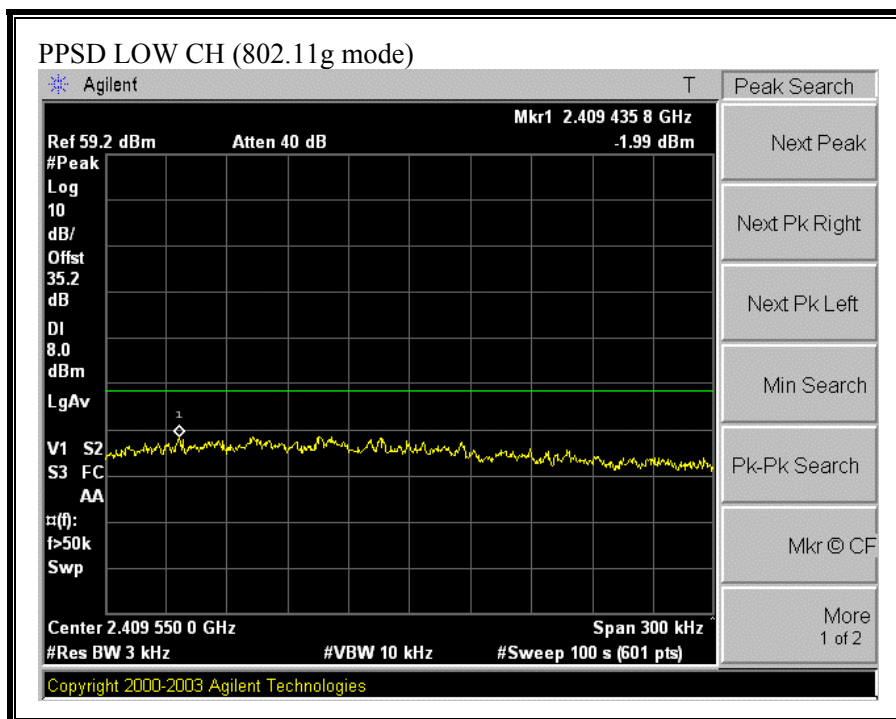 PPSD LOW CH (802.11g mode)
Agilent T
Peak Search
Mkr1 2.409 435 8 GHz
Ref 59.2 dBm Atten 40 dB -1.99 dBm
#Peak
Log
10
dB/
Offst
35.2
dB
DI
8.0
dBm
LgAv
1
V1 S2
S3 FC
AA
¤(f):
f>50k
Swp
Center 2.409 550 0 GHz Span 300 kHz
#Res BW 3 kHz #VBW 10 kHz #Sweep 100 s (601 pts)
Copyright 2000-2003 Agilent Technologies
Next Peak
Next Pk Right
Next Pk Left
Min Search
Pk-Pk Search
Mkr © CF
More
1 of 2